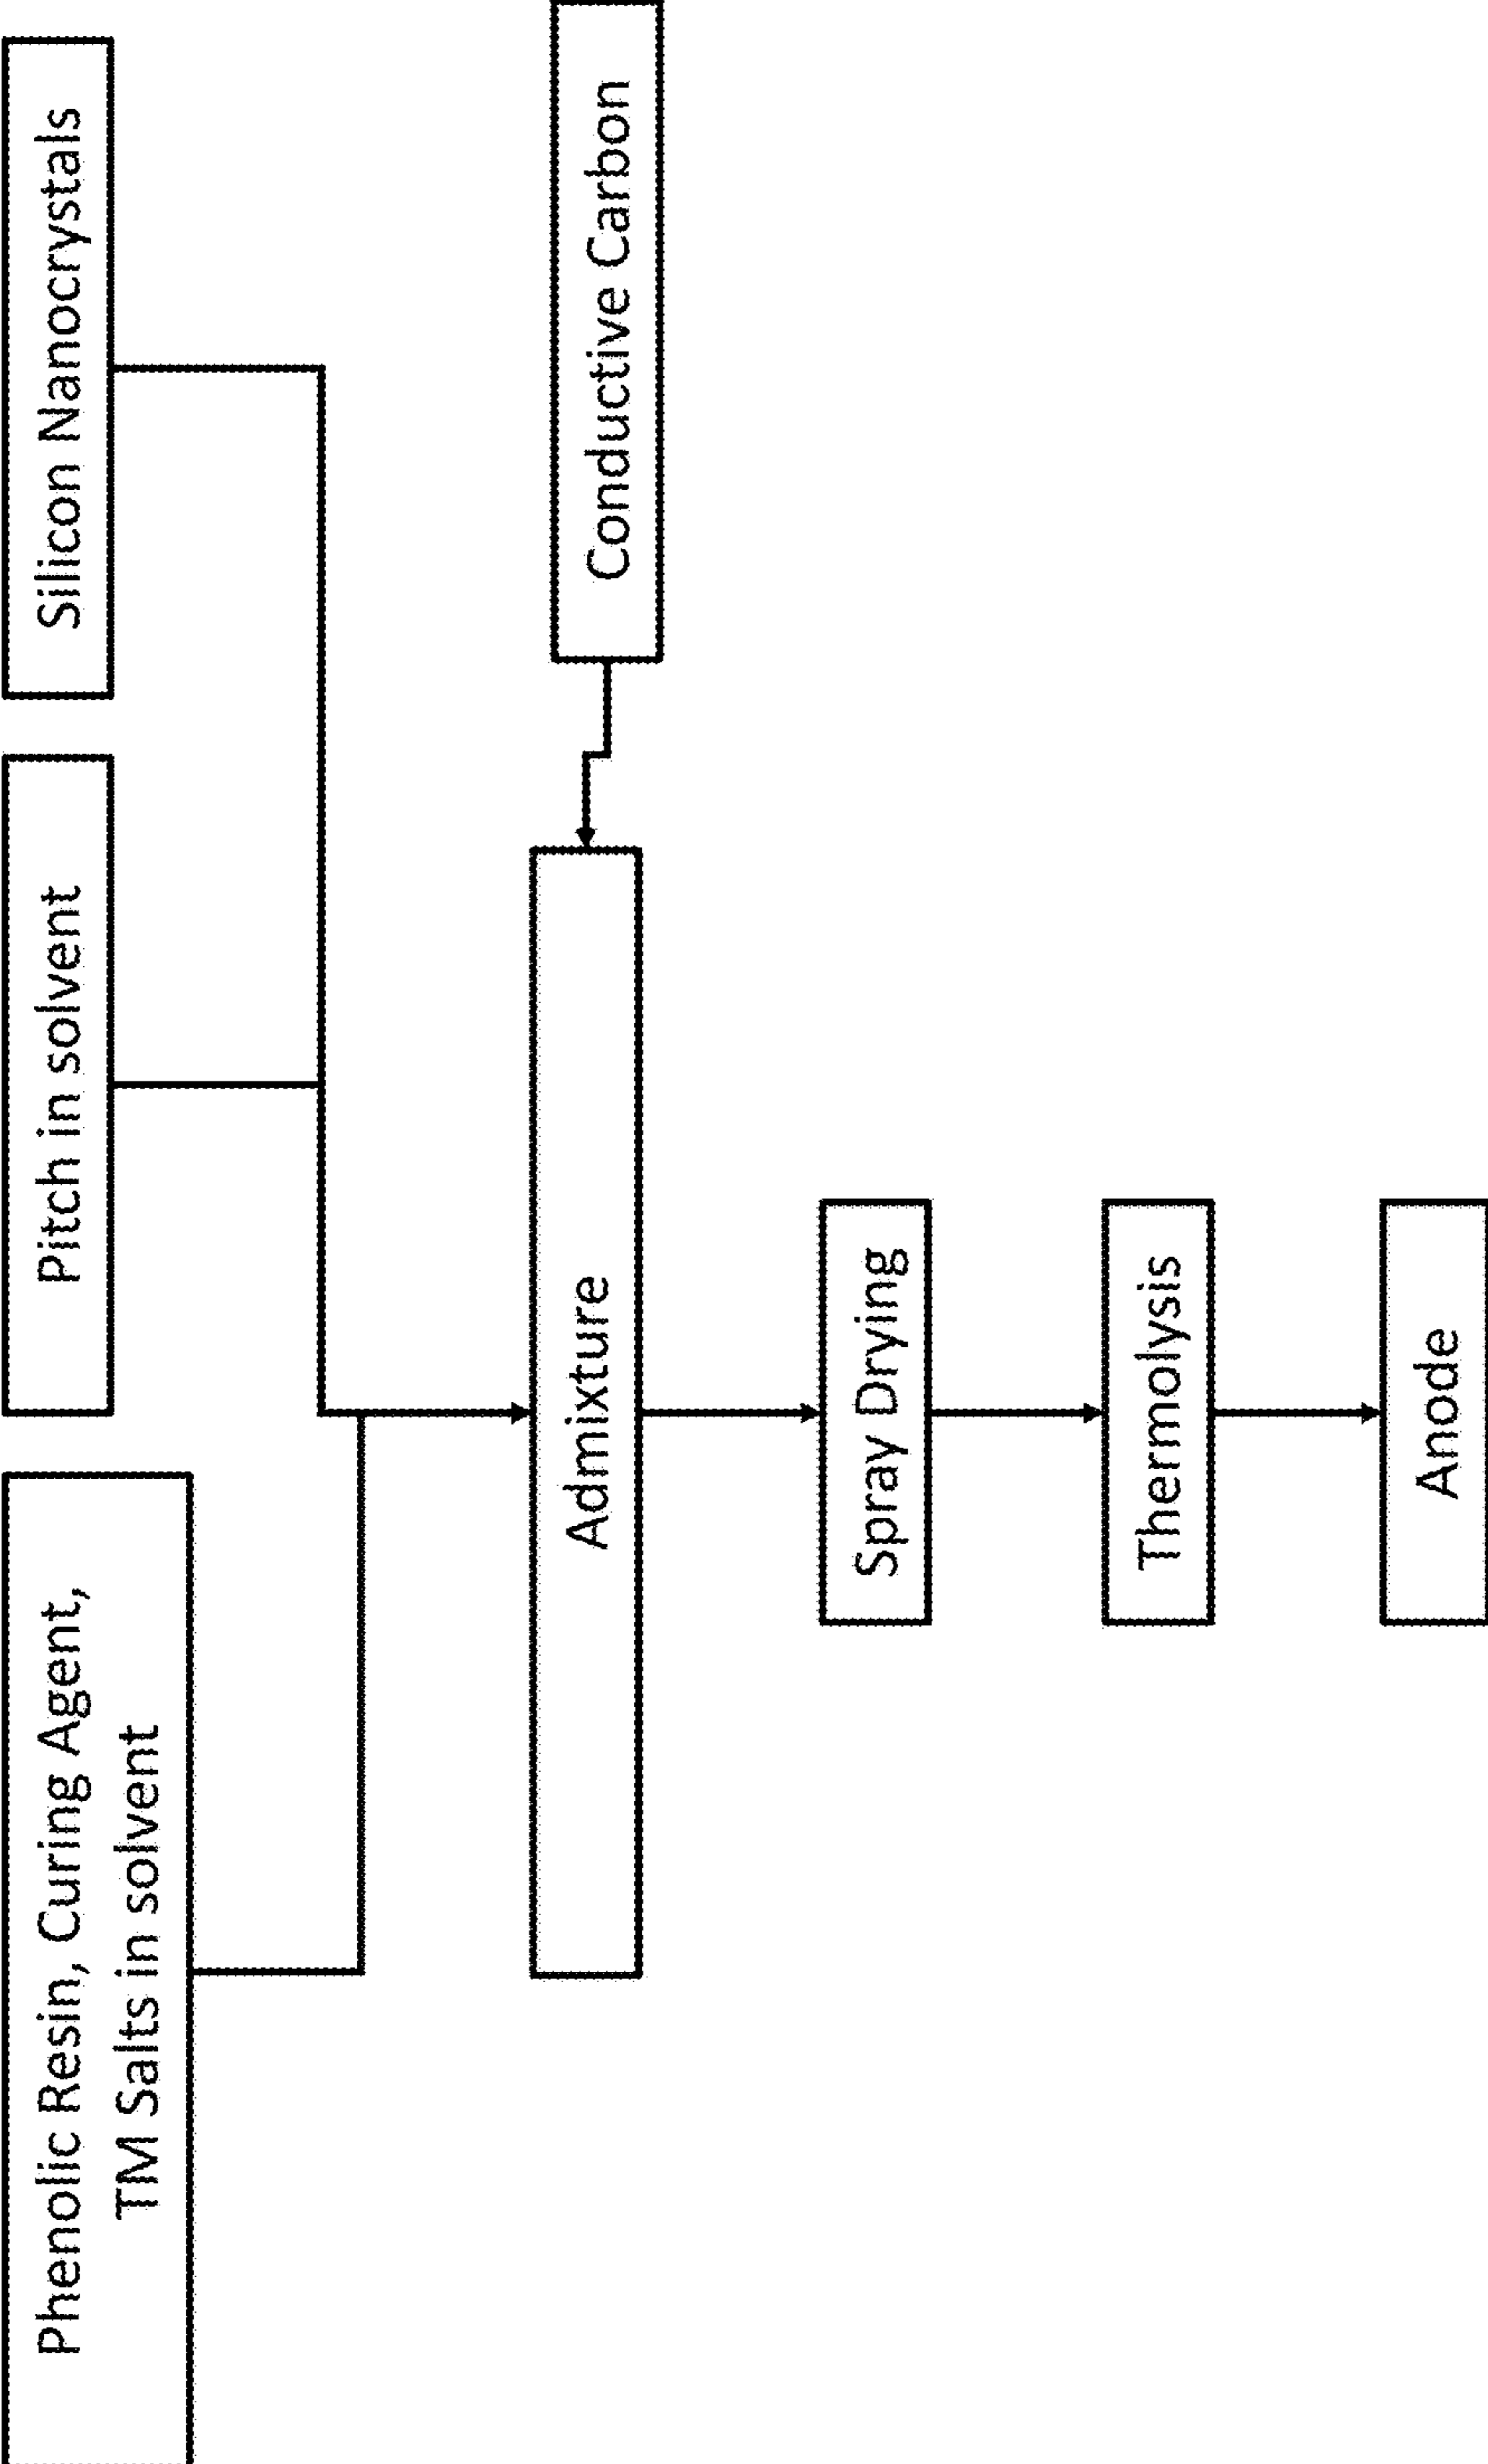 Phenolic Resin, Curing Agent,
TM Salts in solvent
Pitch in solvent
Silicon Nanocrystals
Admixture
Conductive Carbon
Spray Drying
Thermolysis
Anode